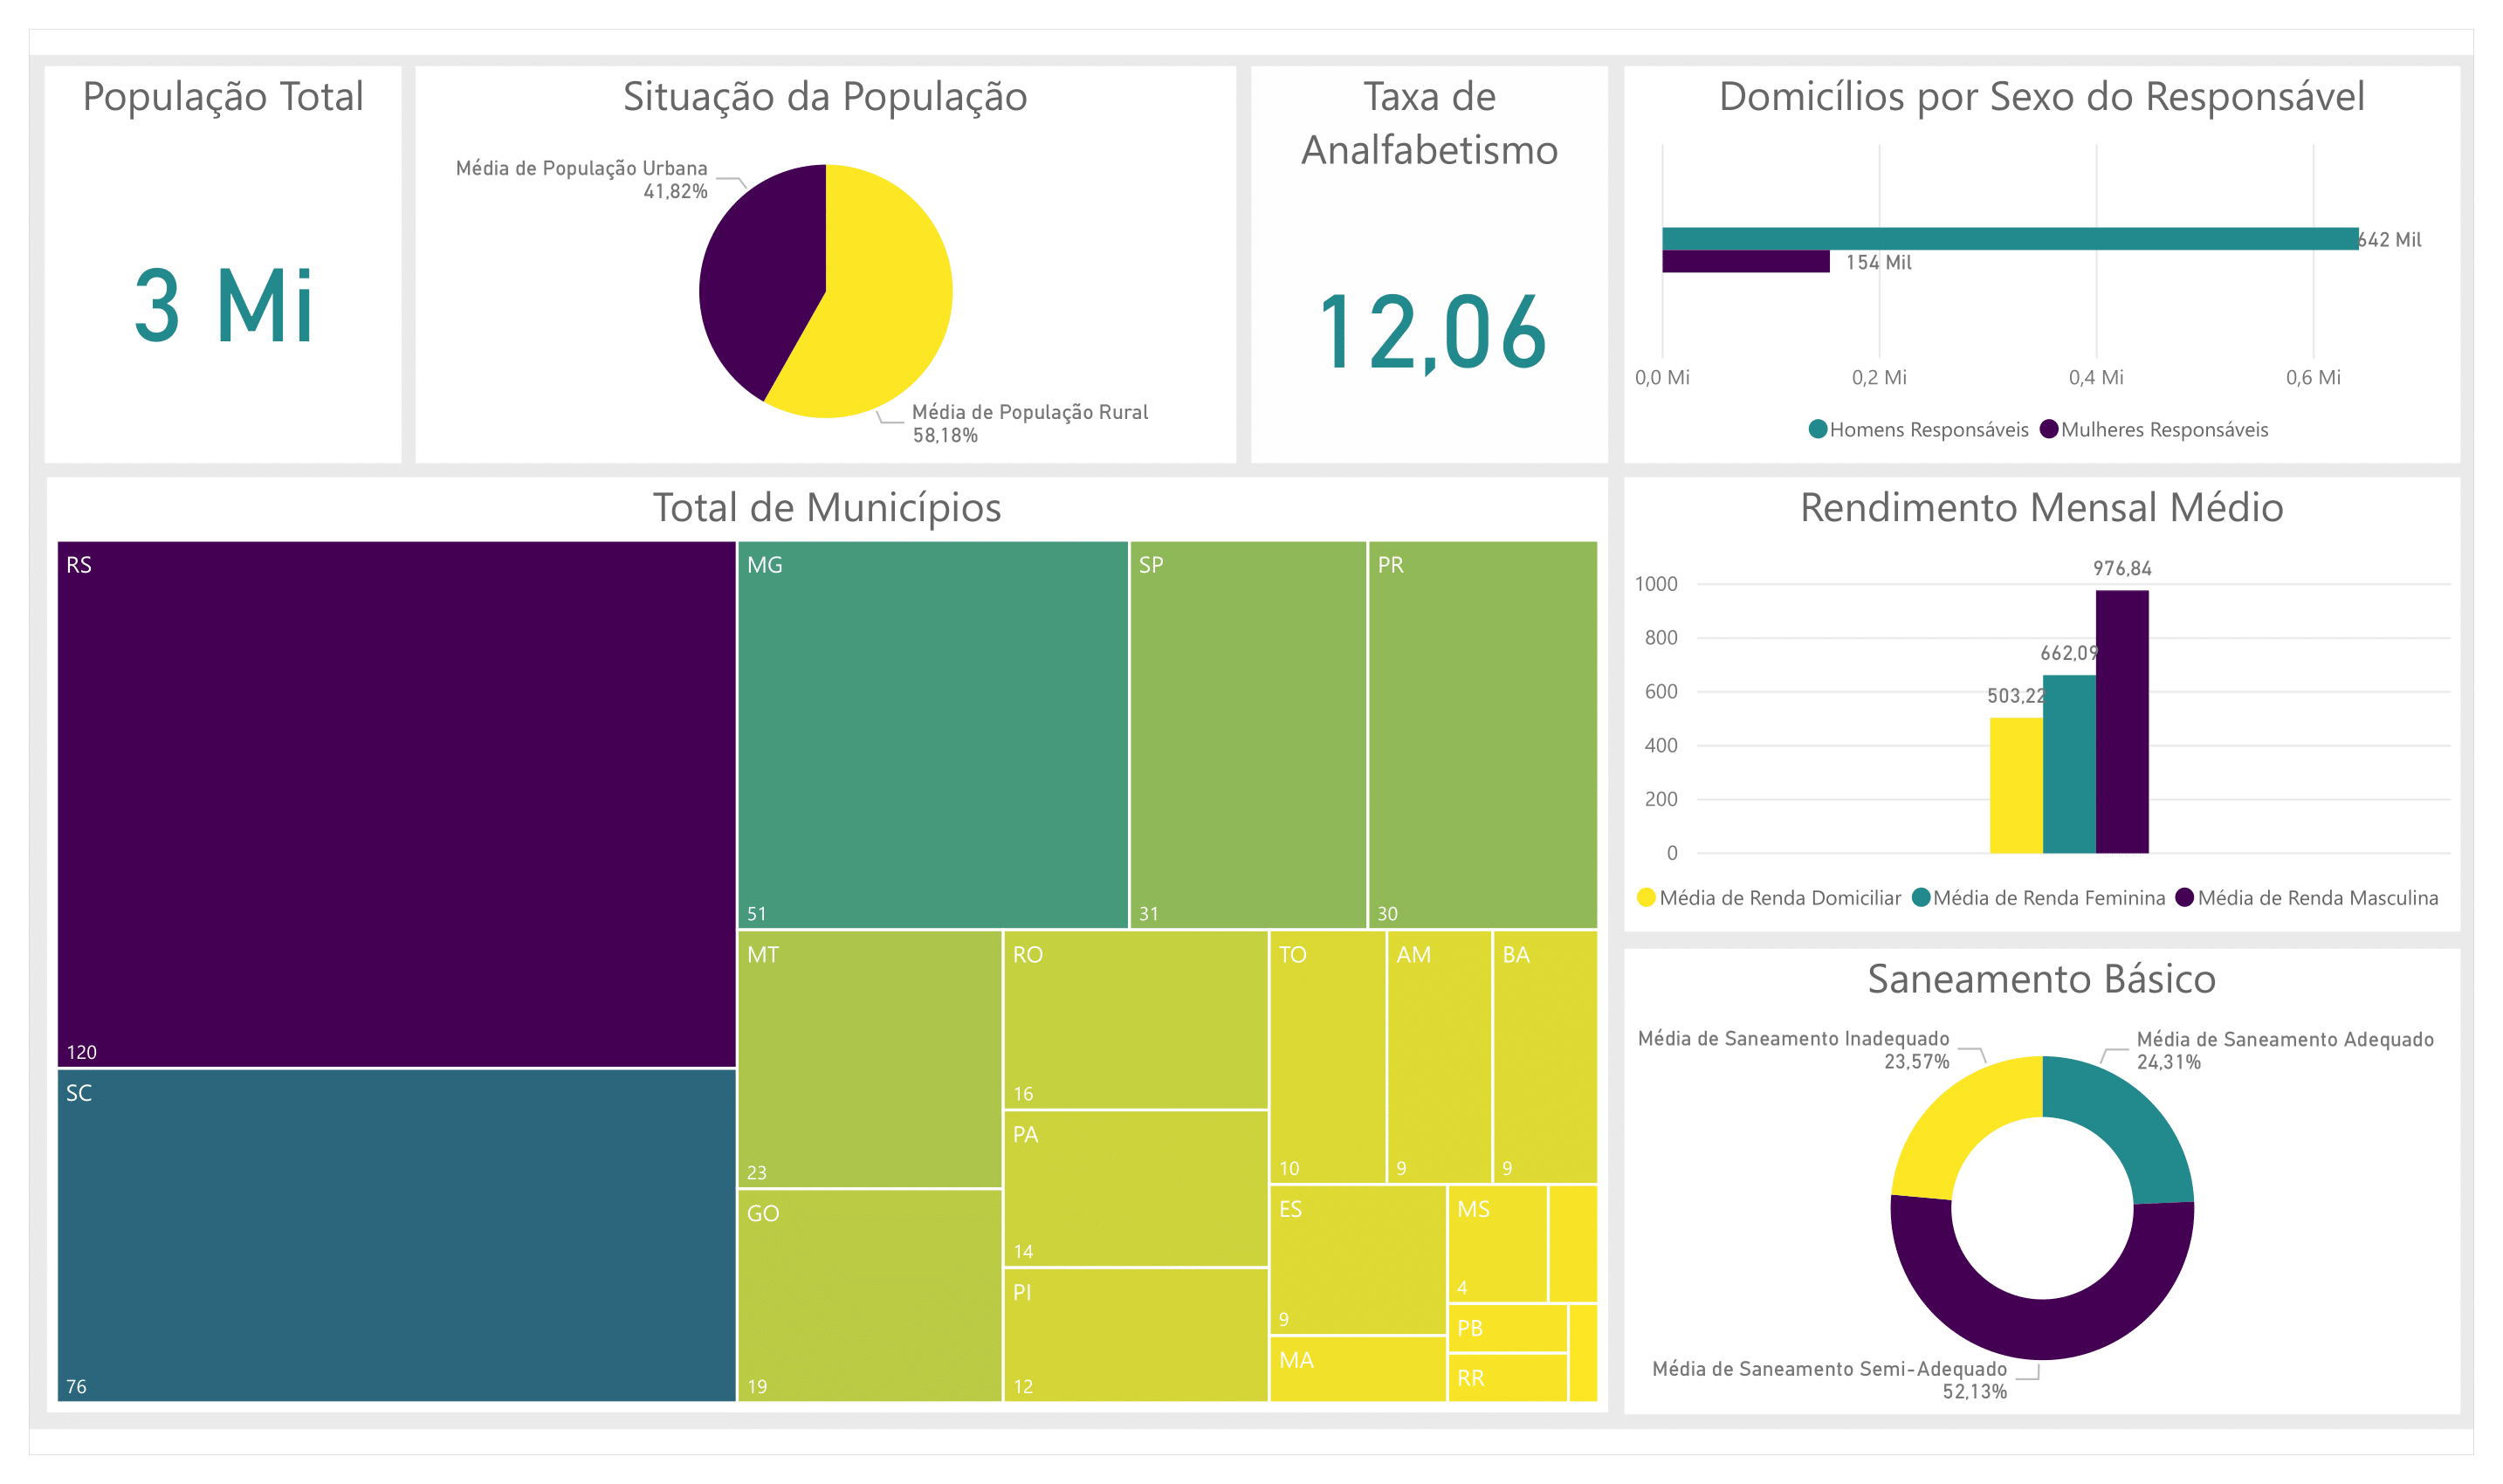 População Total
3 Mi
Situação da População
Média de População Urbana
41,82%
Média de População Rural
58,18%
Taxa de
Analfabetismo
12,06
Domicílios por Sexo do Responsável
642 Mil
154 Mil
0,0 Mi
0,2 Mi
0,4 Mi
0,6 Mi
Homens Responsáveis
Mulheres Responsáveis
Total de Municípios
RS
120
SC
76
MG
51
SP
31
PR
30
MT
23
GO
19
RO
16
PA
14
PI
12
TO
10
AM
9
BA
9
ES
9
MA
MS
4
PB
RR
Rendimento Mensal Médio
1000
800
600
400
200
0
503,22
662,09
976,84
Média de Renda Domiciliar
Média de Renda Feminina
Média de Renda Masculina
Saneamento Básico
Média de Saneamento Inadequado
23,57%
Média de Saneamento Adequado
24,31%
Média de Saneamento Semi-Adequado
52,13%